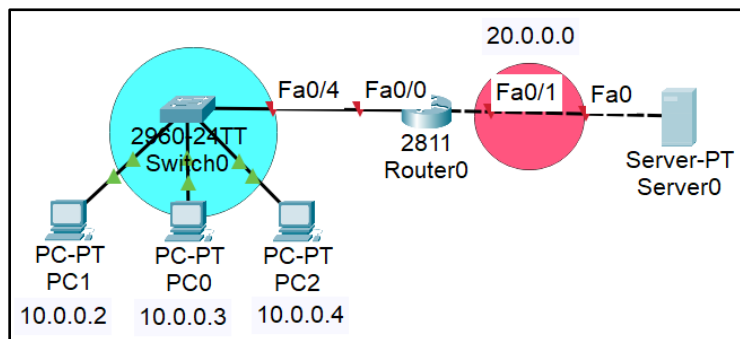 20.0.0.0
Fa0/4
Fa0/0
Fa0/1
Fa0
2960-24TT
Switch0
2811
Router0
Server-PT
Server0
PC-PT
PC1
PC-PT
PC0
PC-PT
PC2
10.0.0.2
10.0.0.3
10.0.0.4